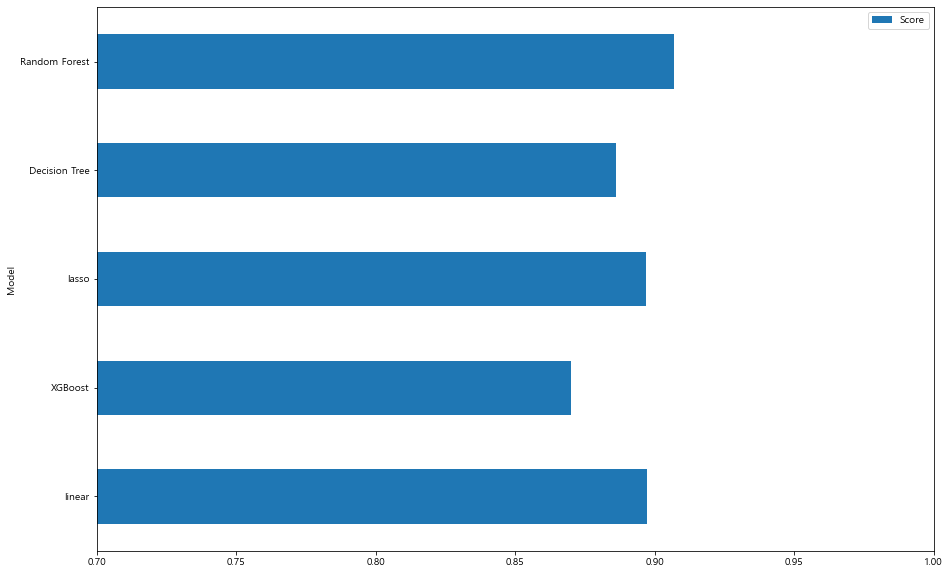 Score
Random Forest
Decision Tree
lasso
XGBoost
linear
Model
0.70 0.75 0.80 0.85 0.90 0.95 1.00